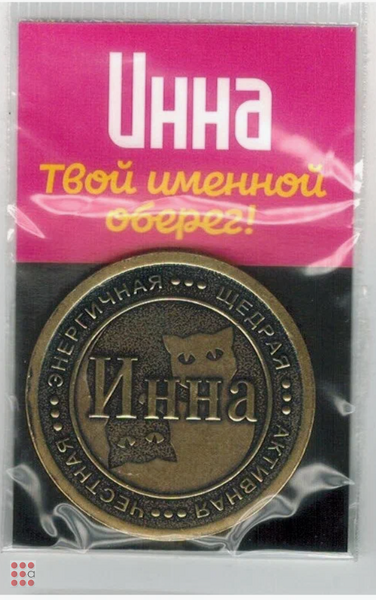 Инна
Твой именной
оберег!
ЭНЕРГИЧНАЯ ••• ЩЕДРАЯ ••• АКТИВНАЯ ••• ЧЕСТНАЯ •••
Инна
a